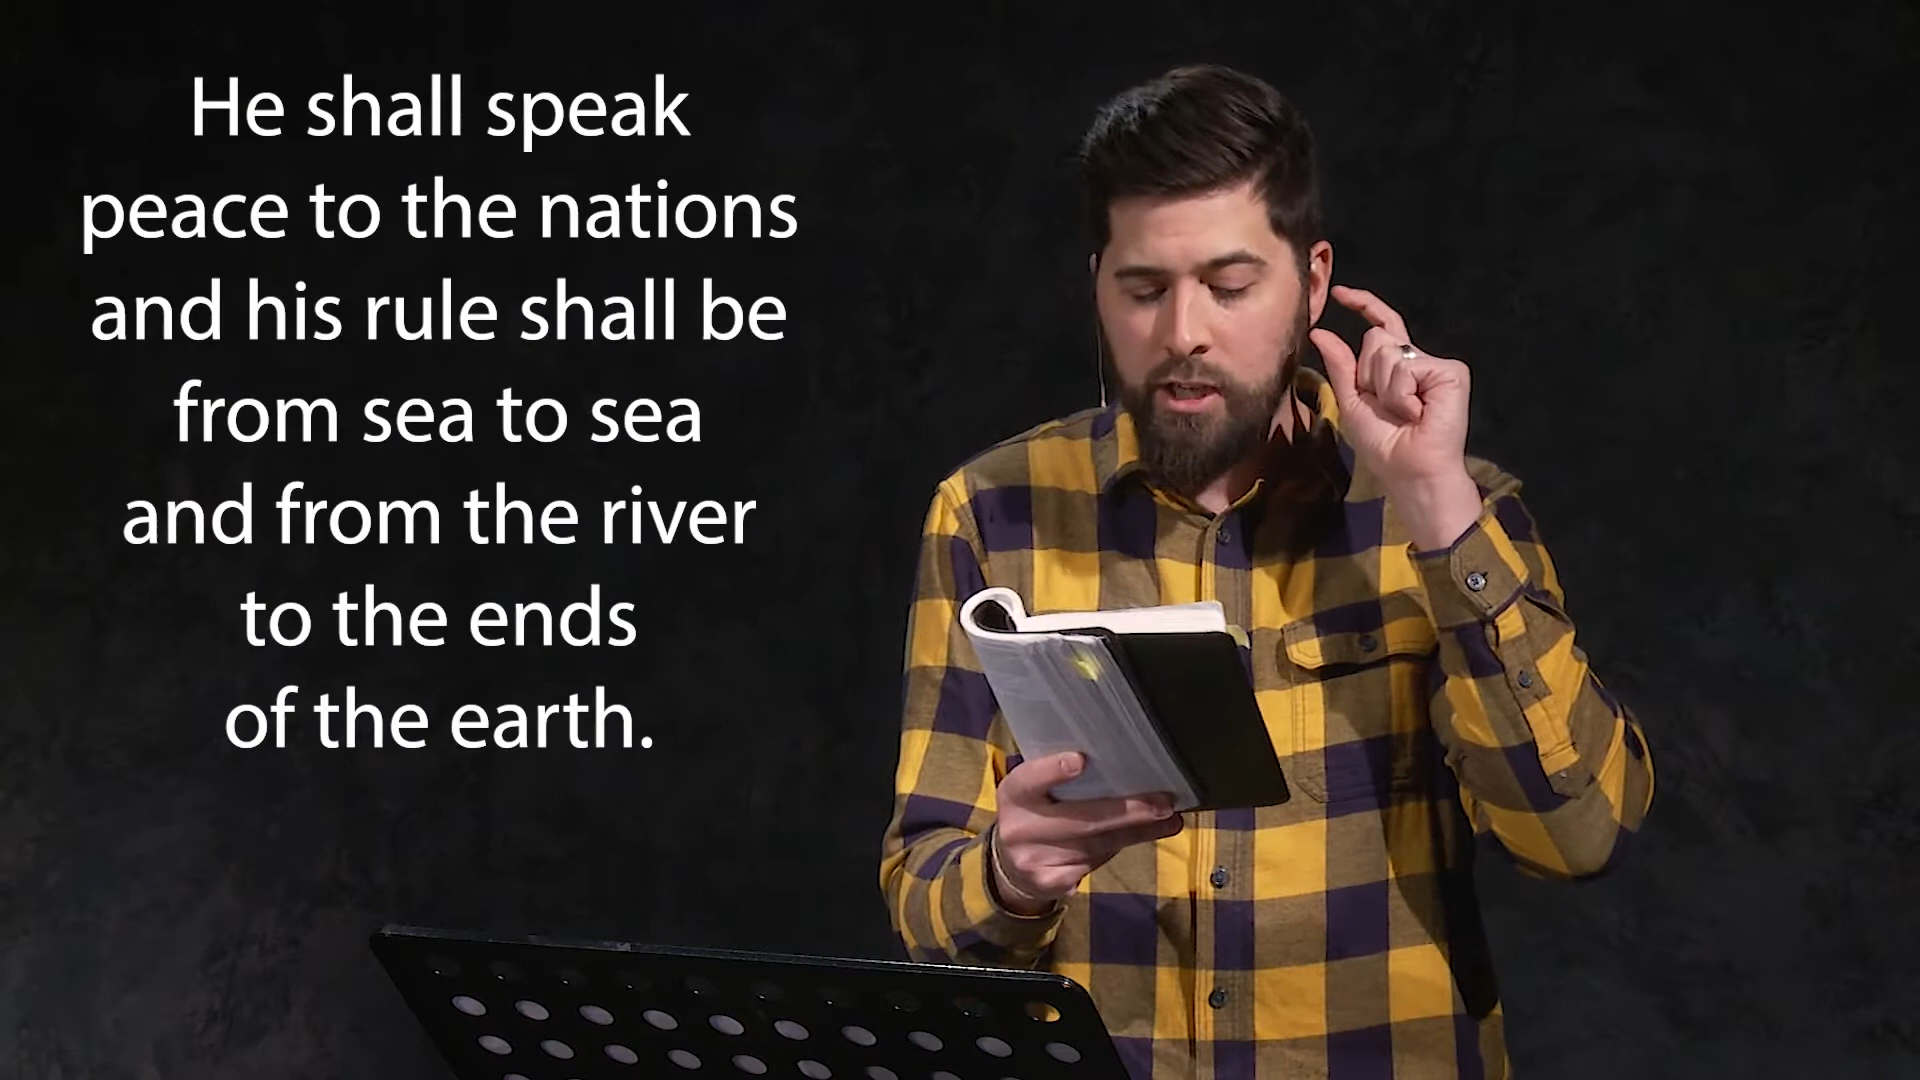 He shall speak
peace to the nations
and his rule shall be
from sea to sea
and from the river
to the ends
of the earth.